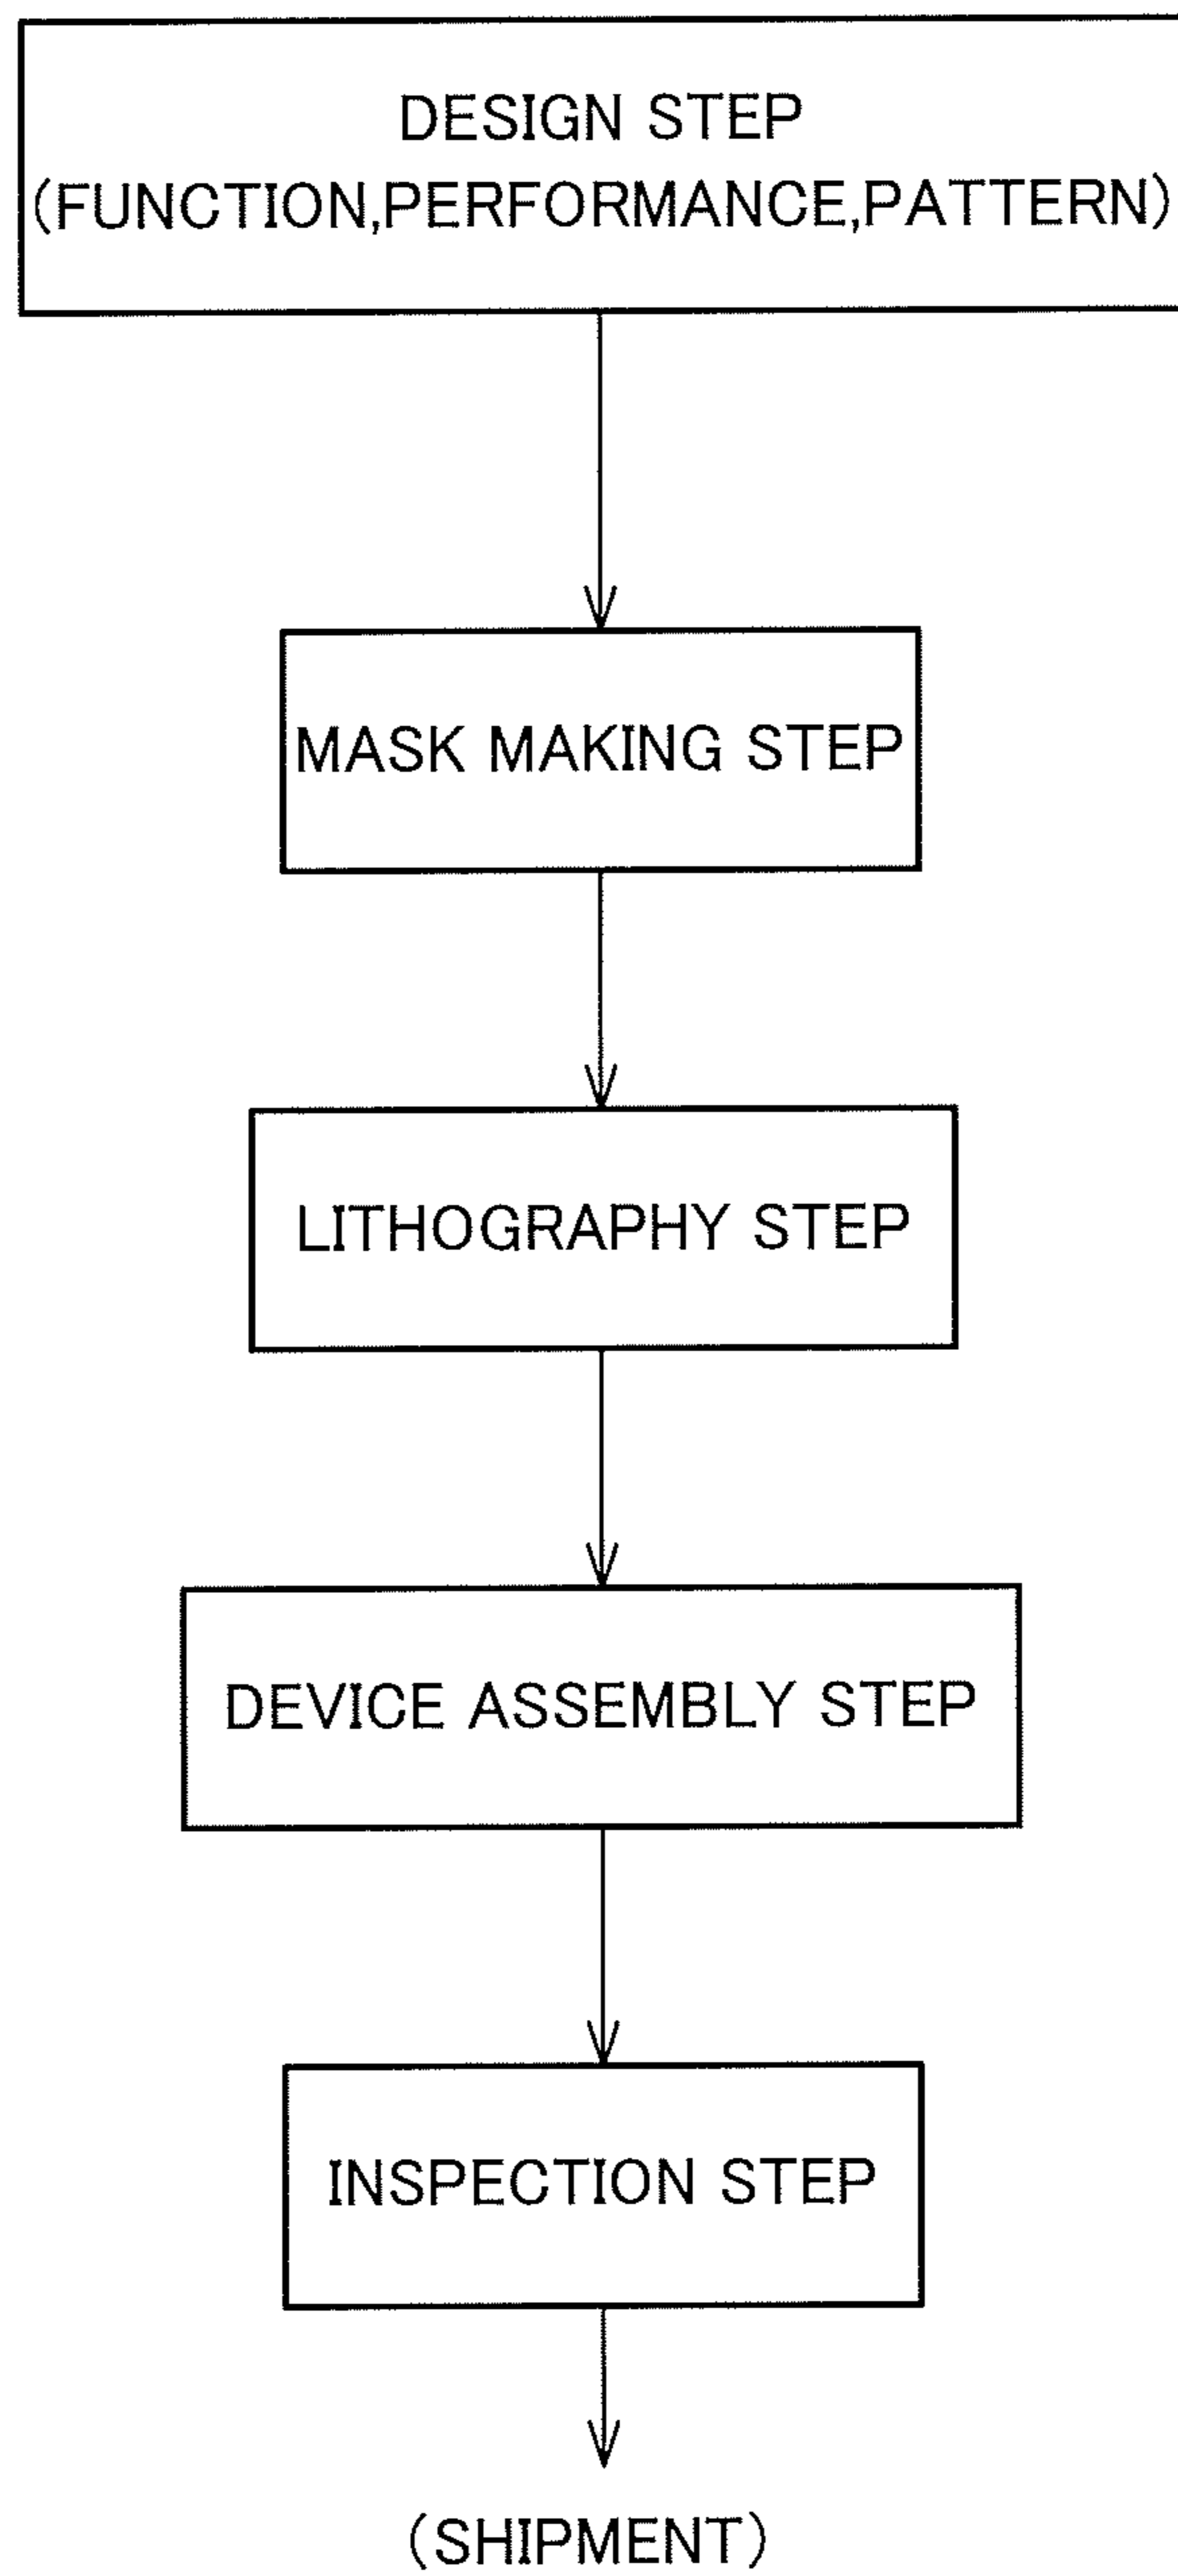 DESIGN STEP
(FUNCTION,PERFORMANCE,PATTERN)
MASK MAKING STEP
LITHOGRAPHY STEP
DEVICE ASSEMBLY STEP
INSPECTION STEP
(SHIPMENT)